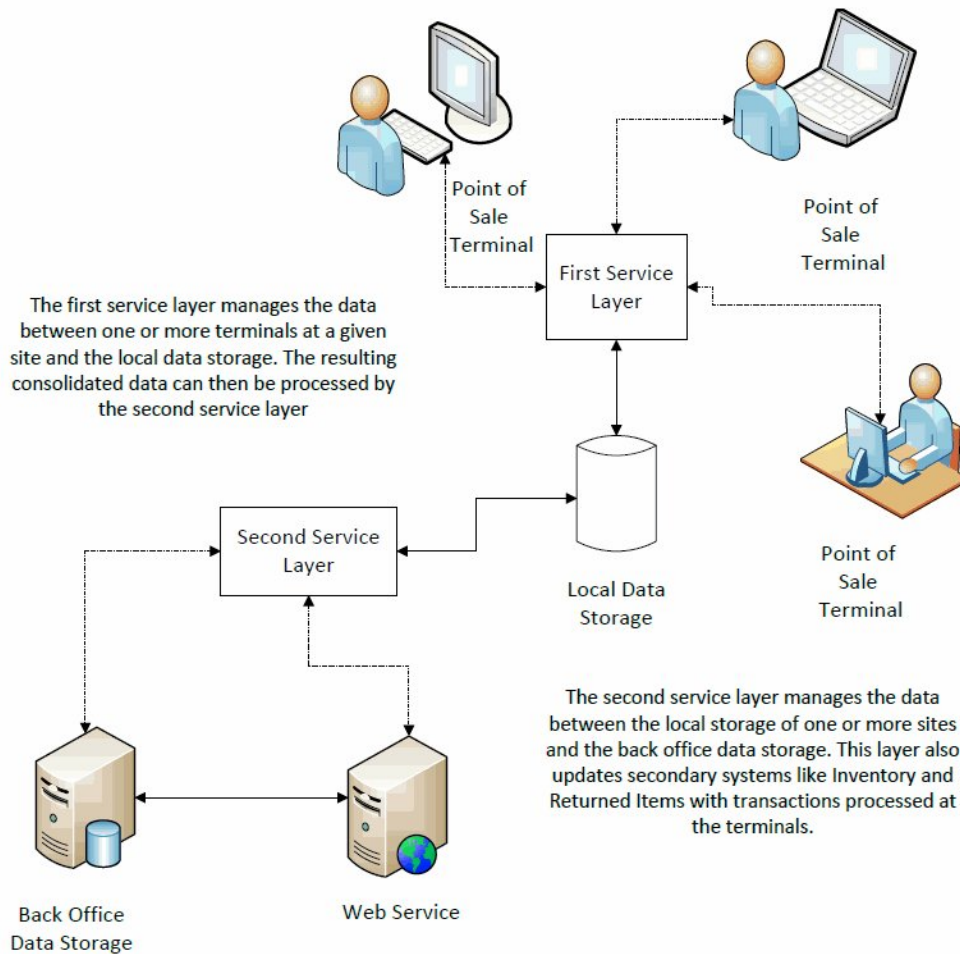 Point of
Sale
Terminal
Point of
Sale
Terminal
First Service
Layer
The first service layer manages the data
between one or more terminals at a given
site and the local data storage. The resulting
consolidated data can then be processed by
the second service layer
Second Service
Layer
Local Data
Storage
Point of
Sale
Terminal
The second service layer manages the data
between the local storage of one or more sites
and the back office data storage. This layer also
updates secondary systems like Inventory and
Returned Items with transactions processed at
the terminals.
Back Office
Data Storage
Web Service